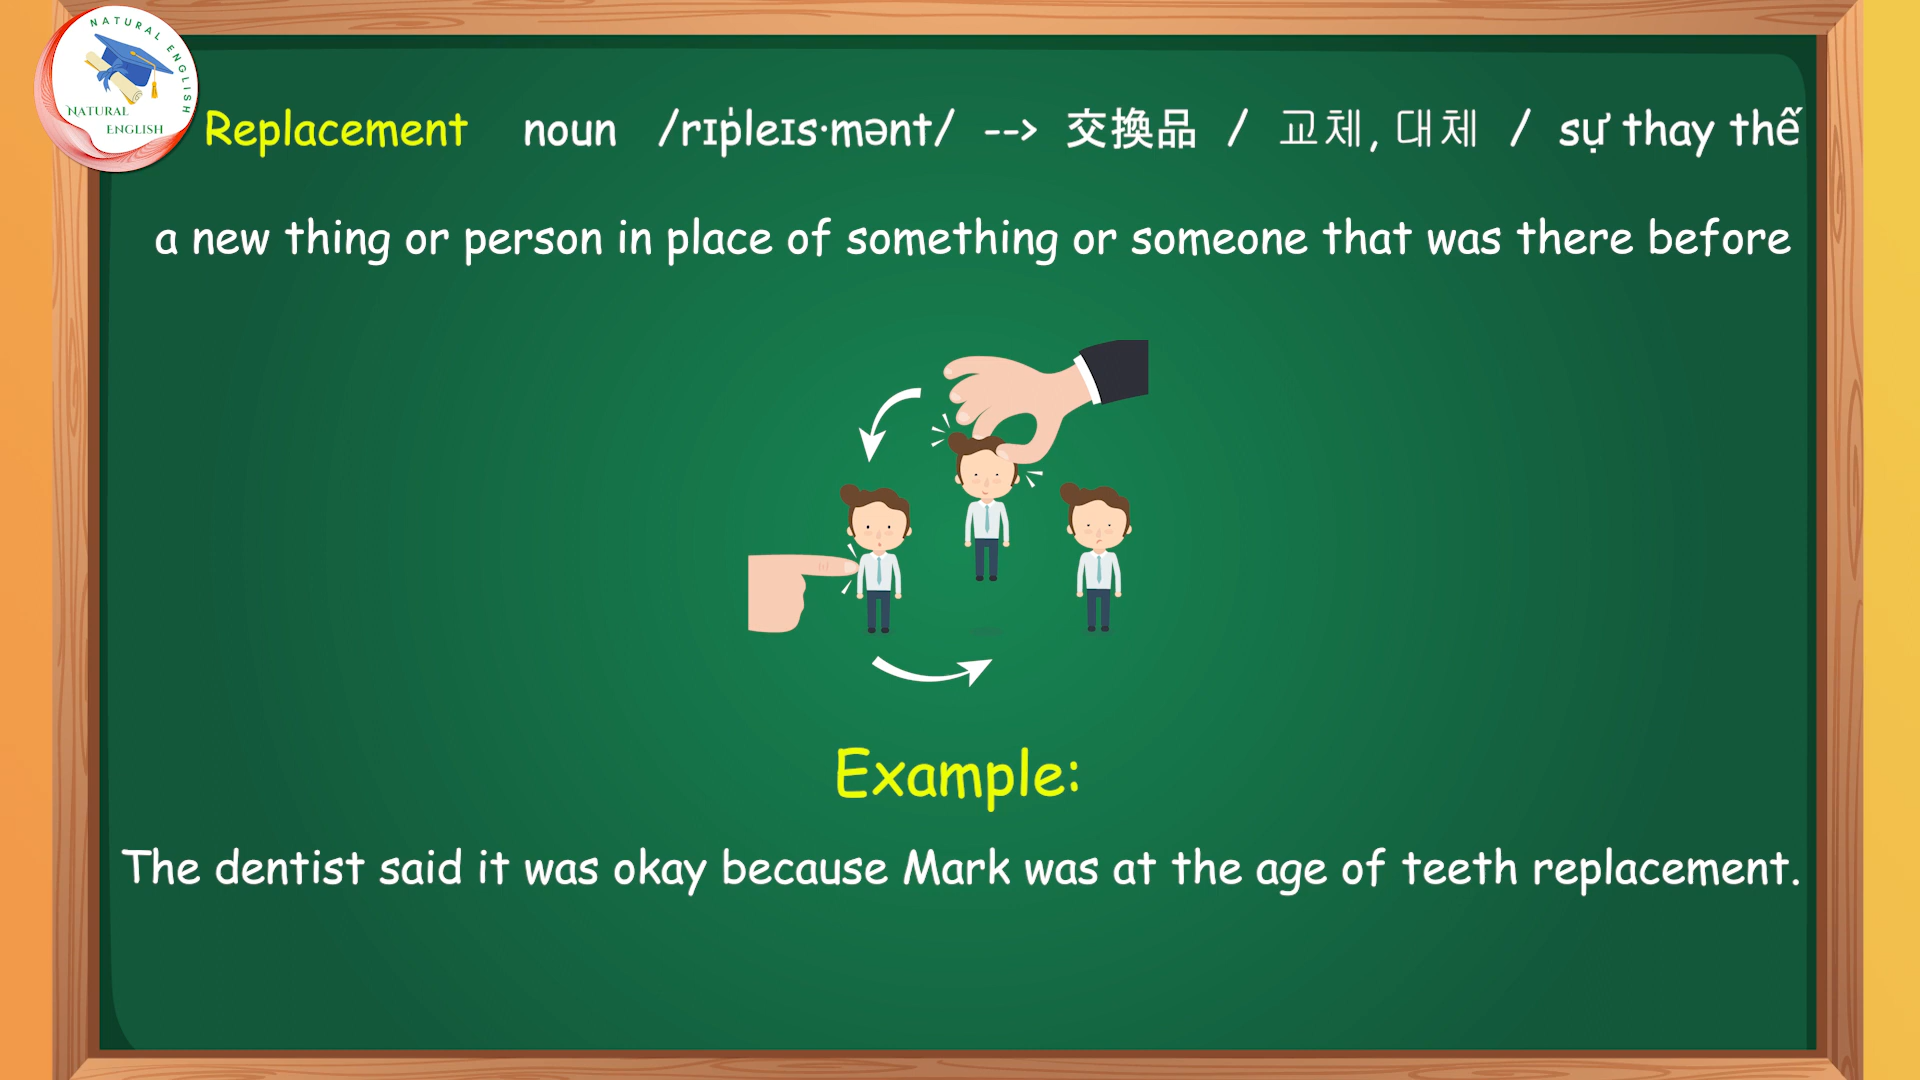 NATURAL ENGLISH
NATURAL
ENGLISH
Replacement noun /rɪˈpleɪs·mənt/ --> 交換品 / 교체, 대체 / sự thay thế
a new thing or person in place of something or someone that was there before
Example:
The dentist said it was okay because Mark was at the age of teeth replacement.